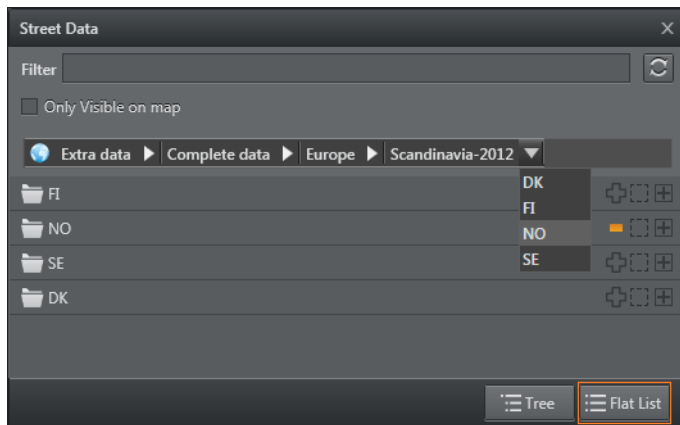 Street Data
Filter
Only Visible on map
Extra data Complete data Europe Scandinavia-2012
FI
NO
SE
DK
DK
FI
NO
SE
Tree Flat List